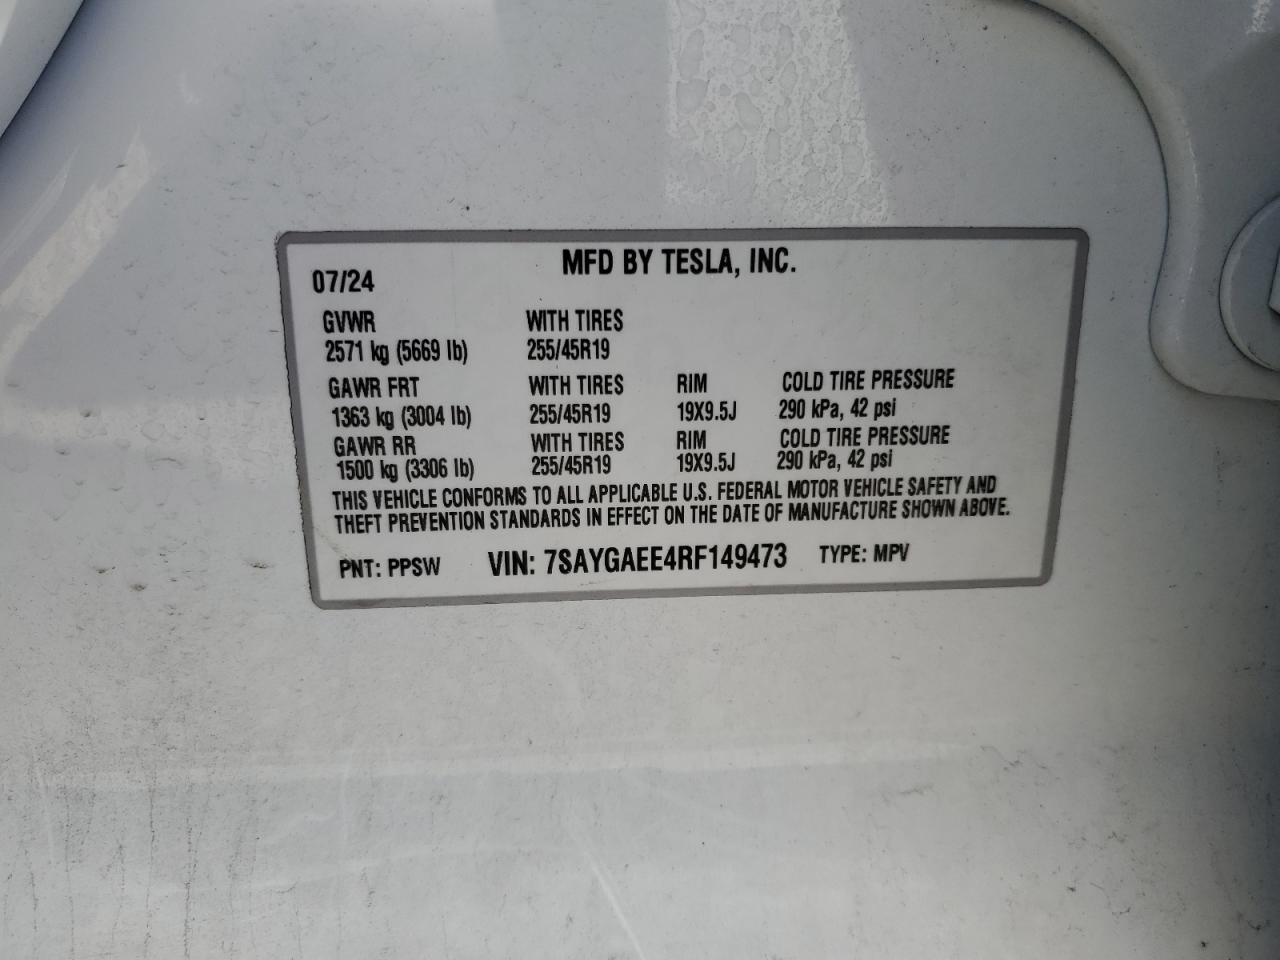 MFD BY TESLA, INC.
07/24
GVWR WITH TIRES
2571 kg (5669 lb) 255/45R19
GAWR FRT WITH TIRES RIM COLD TIRE PRESSURE
1363 kg (3004 lb) 255/45R19 19X9.5J 290 kPa, 42 psi
GAWR RR WITH TIRES RIM COLD TIRE PRESSURE
1500 kg (3306 lb) 255/45R19 19X9.5J 290 kPa, 42 psi
THIS VEHICLE CONFORMS TO ALL APPLICABLE U.S. FEDERAL MOTOR VEHICLE SAFETY AND
THEFT PREVENTION STANDARDS IN EFFECT ON THE DATE OF MANUFACTURE SHOWN ABOVE.
PNT: PPSW VIN: 7SAYGAEE4RF149473 TYPE: MPV